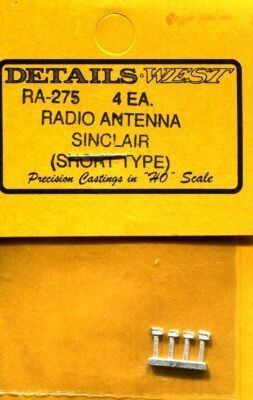 DETAILS WEST
RA-275 4 EA.
RADIO ANTENNA
SINCLAIR
(SHORT TYPE)
Precision Castings in "HO" Scale